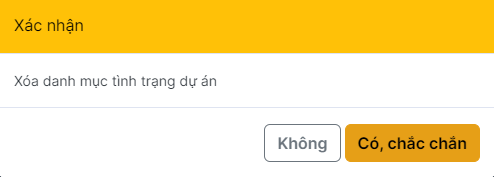 Xác nhận
Xóa danh mục tình trạng dự án
Không Có, chắc chắn